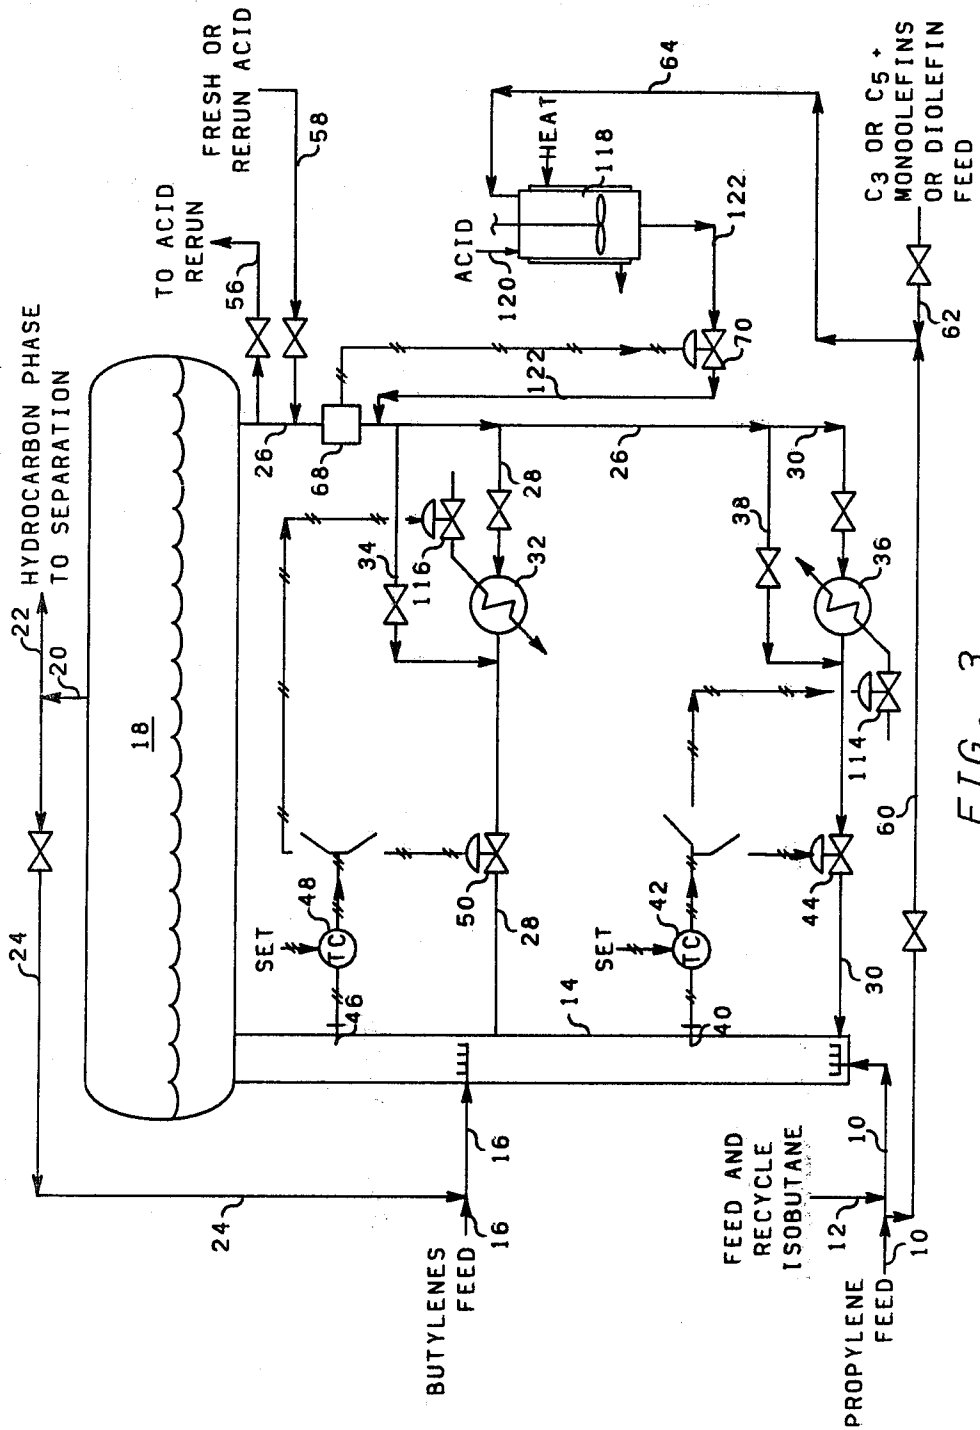 HYDROCARBON PHASE
TO SEPARATION
22
20
24
18
TO ACID
RERUN
56
FRESH OR
RERUN ACID
58
26
68
122
70
122
ACID
120
HEAT
118
64
C3 OR C5 +
MONOOLEFINS
OR DIOLEFIN
FEED
62
34
116
28
32
26
30
38
36
114
60
SET
TC
48
46
50
28
SET
TC
42
40
44
30
14
24
16
16
BUTYLENES
FEED
FEED AND
RECYCLE
ISOBUTANE
12
10
10
PROPYLENE
FEED
FIG. 3